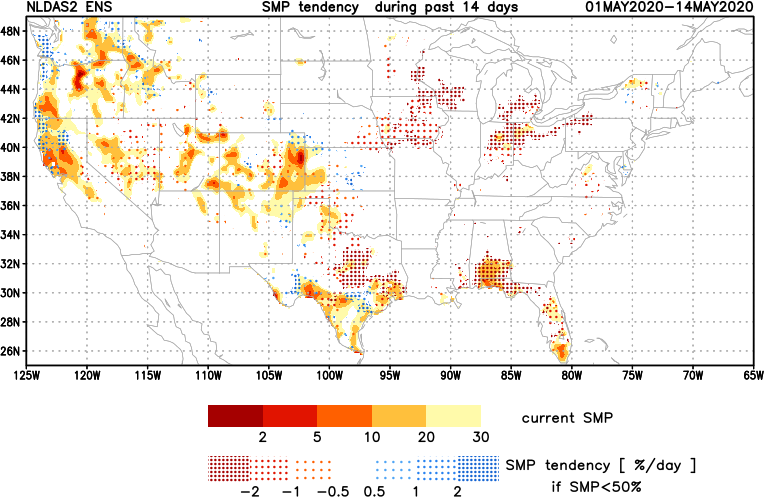 NLDAS2 ENS SMP tendency during past 14 days 01MAY2020–14MAY2020
48N
46N
44N
42N
40N
38N
36N
34N
32N
30N
28N
26N
125W 120W 115W 110W 105W 100W 95W 90W 85W 80W 75W 70W 65W
current SMP
2 5 10 20 30
SMP tendency [ %/day ]
−2 −1 −0.5 0.5 1 2 if SMP<50%